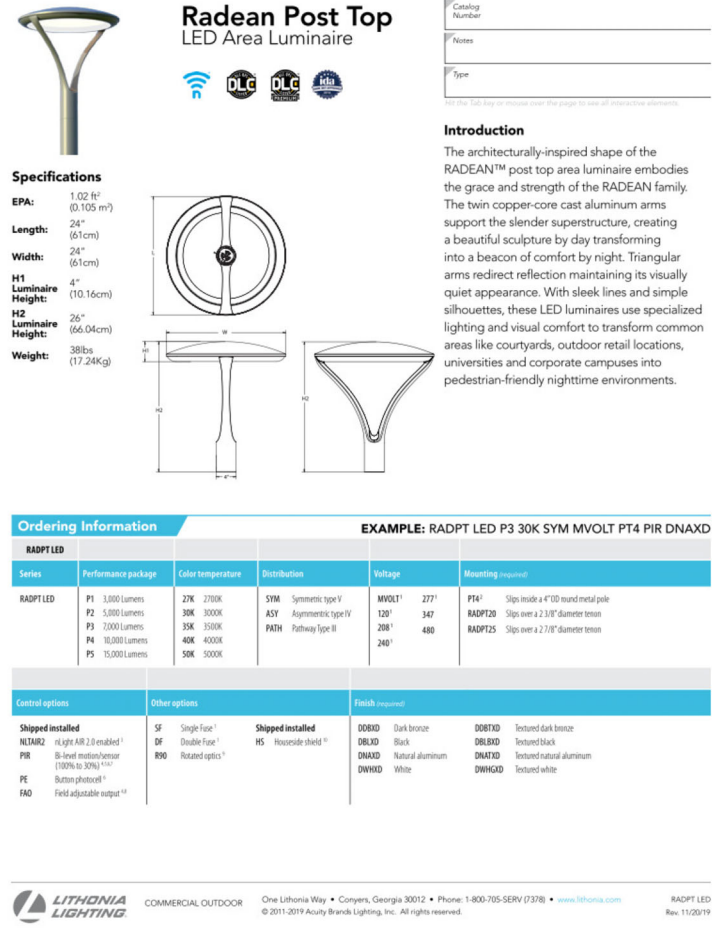 Radean Post Top
LED Area Luminaire
Catalog
Number
Notes
Type
Hit the Tab key or mouse over the page to see all interactive elements.
n
DLC
DLC
PREMIUM
ida
Specifications
EPA: 1.02 ft²
(0.105 m²)
Length: 24"
(61cm)
Width: 24"
(61cm)
H1
Luminaire
Height:
4"
(10.16cm)
H2
Luminaire
Height:
26"
(66.04cm)
Weight: 38lbs
(17.24Kg)
L
W
H1
H2
H2
4"
Introduction
The architecturally-inspired shape of the
RADEAN™ post top area luminaire embodies
the grace and strength of the RADEAN family.
The twin copper-core cast aluminum arms
support the slender superstructure, creating
a beautiful sculpture by day transforming
into a beacon of comfort by night. Triangular
arms redirect reflection maintaining its visually
quiet appearance. With sleek lines and simple
silhouettes, these LED luminaires use specialized
lighting and visual comfort to transform common
areas like courtyards, outdoor retail locations,
universities and corporate campuses into
pedestrian-friendly nighttime environments.
Ordering Information
EXAMPLE: RADPT LED P3 30K SYM MVOLT PT4 PIR DNAXD
RADPT LED
Series Performance package Color temperature Distribution Voltage Mounting (required)
RADPT LED
P1 3,000 Lumens
P2 5,000 Lumens
P3 7,000 Lumens
P4 10,000 Lumens
P5 15,000 Lumens
27K 2700K
30K 3000K
35K 3500K
40K 4000K
50K 5000K
SYM Symmetric type V
ASY Asymmentric type IV
PATH Pathway Type III
MVOLT¹
120¹
208¹
240¹
277¹
347
480
PT4² Slips inside a 4"OD round metal pole
RADPT20 Slips over a 2 3/8" diameter tenon
RADPT25 Slips over a 2 7/8" diameter tenon
Control options Other options Finish (required)
Shipped installed
NLTAIR2 nLight AIR 2.0 enabled ³
PIR Bi-level motion/sensor
(100% to 30%)
PE Button photocell
FAO Field adjustable output
SF Single Fuse ¹
DF Double Fuse ¹
R90 Rotated optics ⁹
Shipped installed
HS Houseside shield ¹⁰
DDBXD Dark bronze
DBLXD Black
DNAXD Natural aluminum
DWHXD White
DDBTXD Textured dark bronze
DBLBXD Textured black
DNATXD Textured natural aluminum
DWHGXD Textured white
LITHONIA
LIGHTING
COMMERCIAL OUTDOOR
One Lithonia Way • Conyers, Georgia 30012 • Phone: 1-800-705-SERV (7378) • www.lithonia.com
© 2011-2019 Acuity Brands Lighting, Inc. All rights reserved.
RADPT LED
Rev. 11/20/19